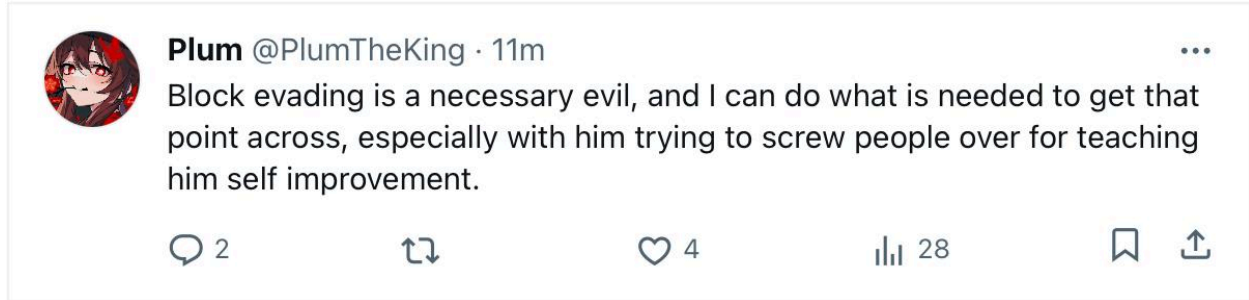 Plum @PlumTheKing · 11m
Block evading is a necessary evil, and I can do what is needed to get that
point across, especially with him trying to screw people over for teaching
him self improvement.
2 4 28